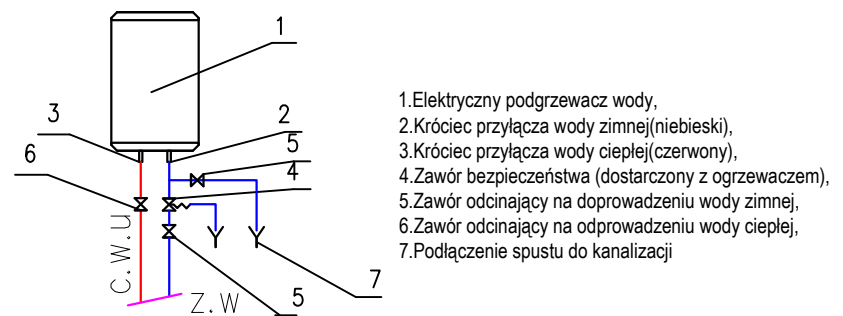 1
3
2
6
5
4
C.W.U
Z.W
5
7
1.Elektryczny podgrzewacz wody,
2.Króciec przyłącza wody zimnej(niebieski),
3.Króciec przyłącza wody ciepłej(czerwony),
4.Zawór bezpieczeństwa (dostarczony z ogrzewaczem),
5.Zawór odcinający na doprowadzeniu wody zimnej,
6.Zawór odcinający na odprowadzeniu wody ciepłej,
7.Podłączenie spustu do kanalizacji